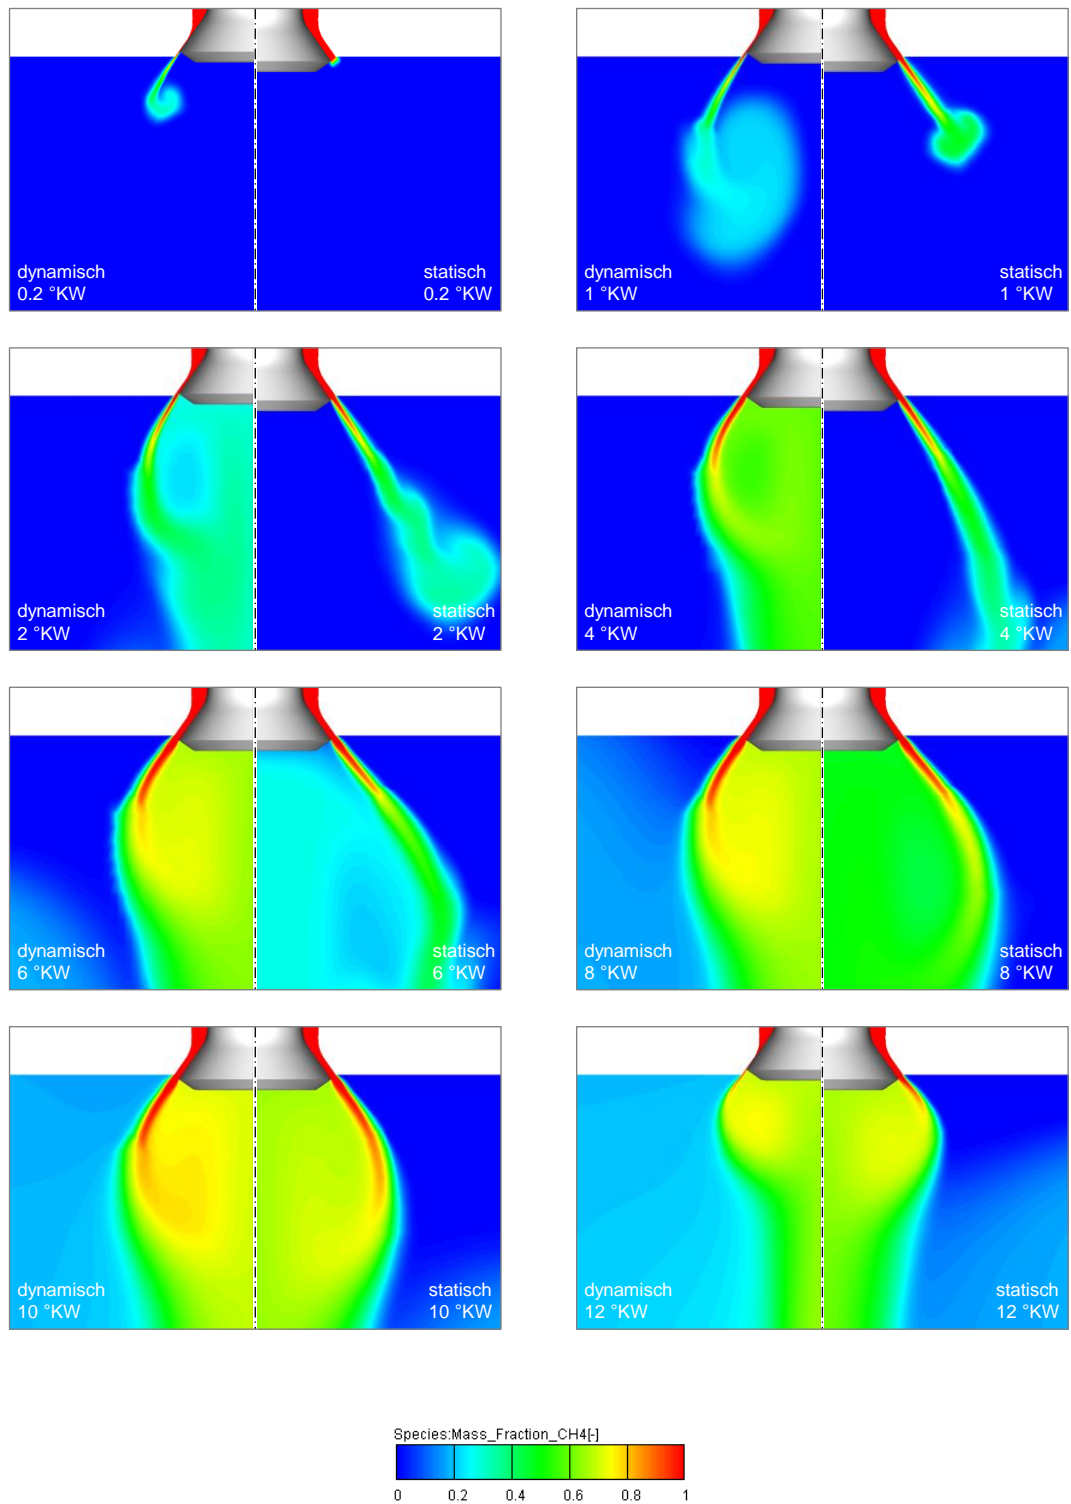 dynamisch
0.2 °KW
statisch
0.2 °KW
dynamisch
1 °KW
statisch
1 °KW
dynamisch
2 °KW
statisch
2 °KW
dynamisch
4 °KW
statisch
4 °KW
dynamisch
6 °KW
statisch
6 °KW
dynamisch
8 °KW
statisch
8 °KW
dynamisch
10 °KW
statisch
10 °KW
dynamisch
12 °KW
statisch
12 °KW
Species:Mass_Fraction_CH4[-]
0 0.2 0.4 0.6 0.8 1